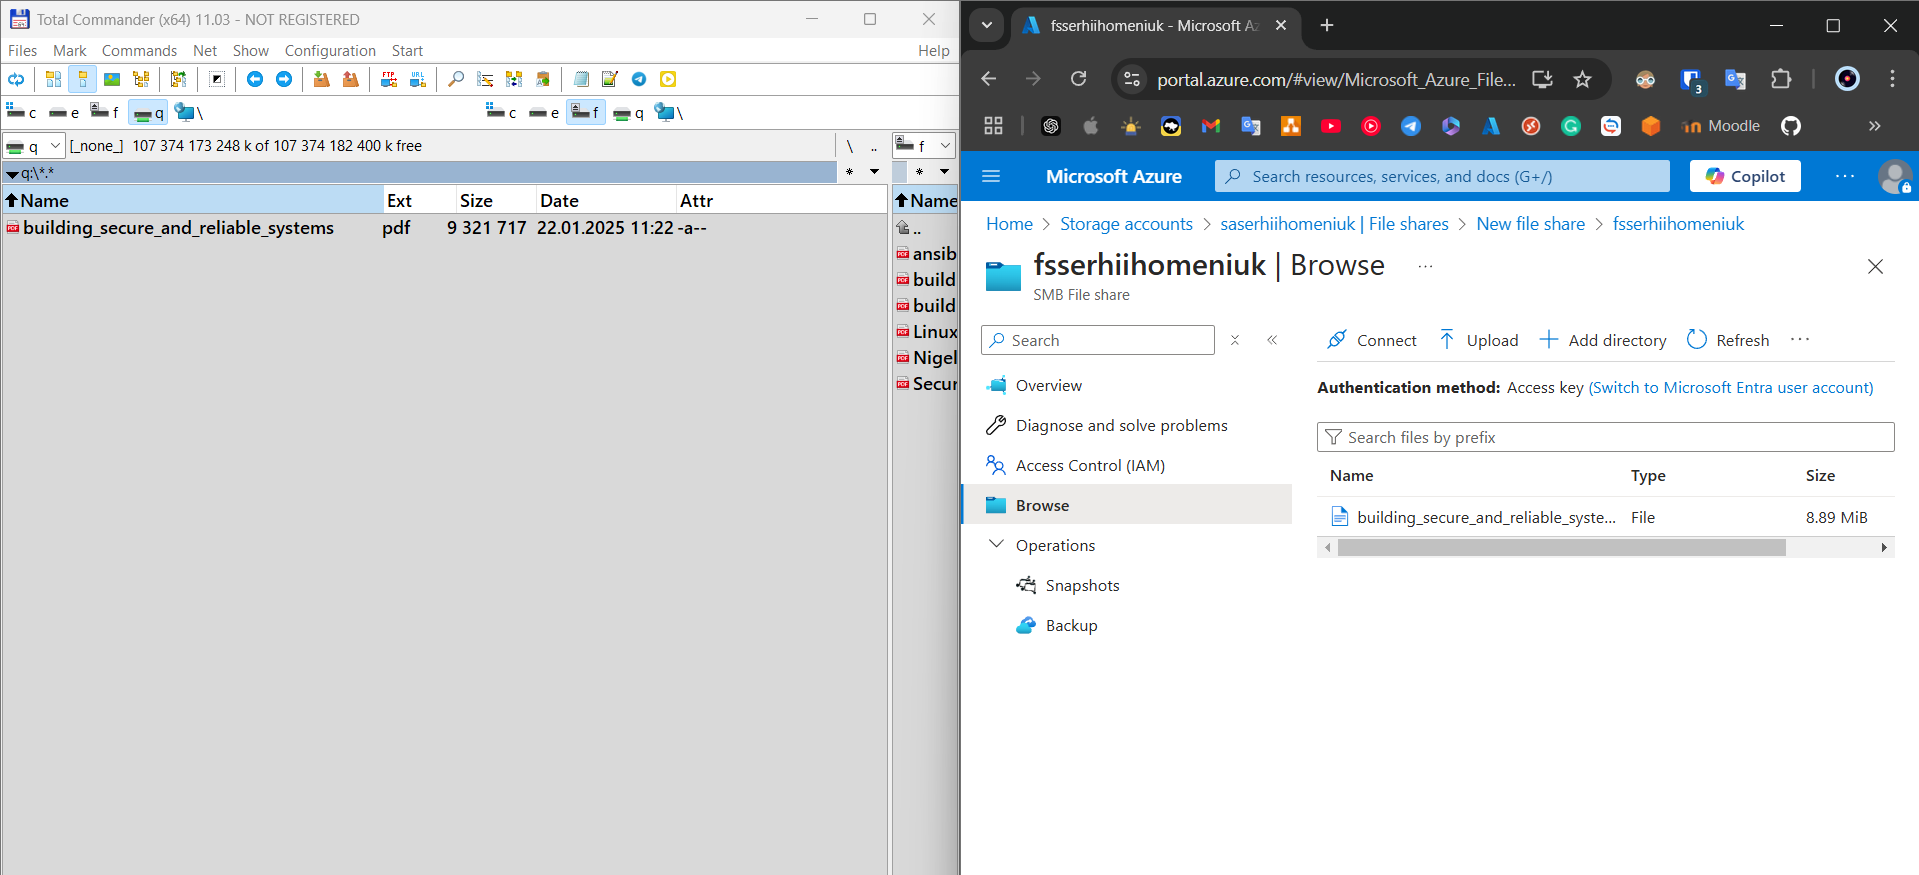 Total Commander (x64) 11.03 - NOT REGISTERED
Files Mark Commands Net Show Configuration Start Help
FTP URL
c e f q \ c e f q \
q [_none_] 107 374 173 248 k of 107 374 182 400 k free \ .. f
q:\*.* * *
Name Ext Size Date Attr Name
building_secure_and_reliable_systems pdf 9 321 717 22.01.2025 11:22 -a-- ..
ansib
build
build
Linux
Nigel
Secur
fsserhiihomeniuk - Microsoft Az
portal.azure.com/#view/Microsoft_Azure_File...
3
Moodle
Microsoft Azure Search resources, services, and docs (G+/) Copilot ...
Home > Storage accounts > saserhiihomeniuk | File shares > New file share > fsserhiihomeniuk
fsserhiihomeniuk | Browse ...
SMB File share
Search
Overview
Diagnose and solve problems
Access Control (IAM)
Browse
Operations
Snapshots
Backup
Connect Upload Add directory Refresh ...
Authentication method: Access key (Switch to Microsoft Entra user account)
Search files by prefix
Name Type Size
building_secure_and_reliable_syste... File 8.89 MiB